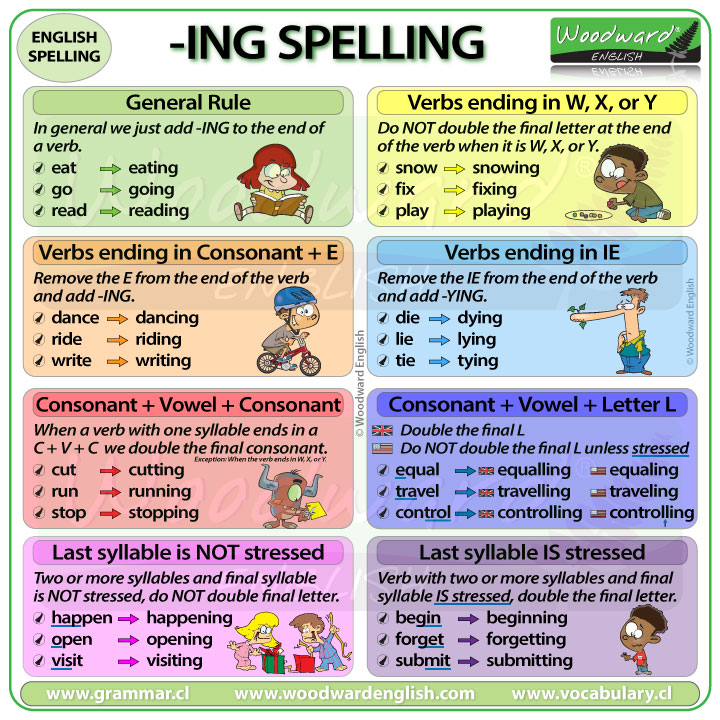 ENGLISH
SPELLING
-ING SPELLING
Woodward®
ENGLISH
© Woodward English
General Rule
In general we just add -ING to the end of
a verb.
eat eating
go going
read reading
Verbs ending in W, X, or Y
Do NOT double the final letter at the end
of the verb when it is W, X, or Y.
snow snowing
fix fixing
play playing
Verbs ending in Consonant + E
Remove the E from the end of the verb
and add -ING.
dance dancing
ride riding
write writing
© Woodward English
Verbs ending in IE
Remove the IE from the end of the verb
and add -YING.
die dying
lie lying
tie tying
© Woodward English
Consonant + Vowel + Consonant
When a verb with one syllable ends in a
C + V + C we double the final consonant.
Exception: When the verb ends in W, X, or Y.
cut cutting
run running
stop stopping
Consonant + Vowel + Letter L
Double the final L
Do NOT double the final L unless stressed
equal equalling equaling
travel travelling traveling
control controlling controlling
Last syllable is NOT stressed
Two or more syllables and final syllable
is NOT stressed, do NOT double final letter.
happen happening
open opening
visit visiting
Last syllable IS stressed
Verb with two or more syllables and final
syllable IS stressed, double the final letter.
begin beginning
forget forgetting
submit submitting
Woodward®
ENGLISH
www.grammar.cl www.woodwardenglish.com www.vocabulary.cl